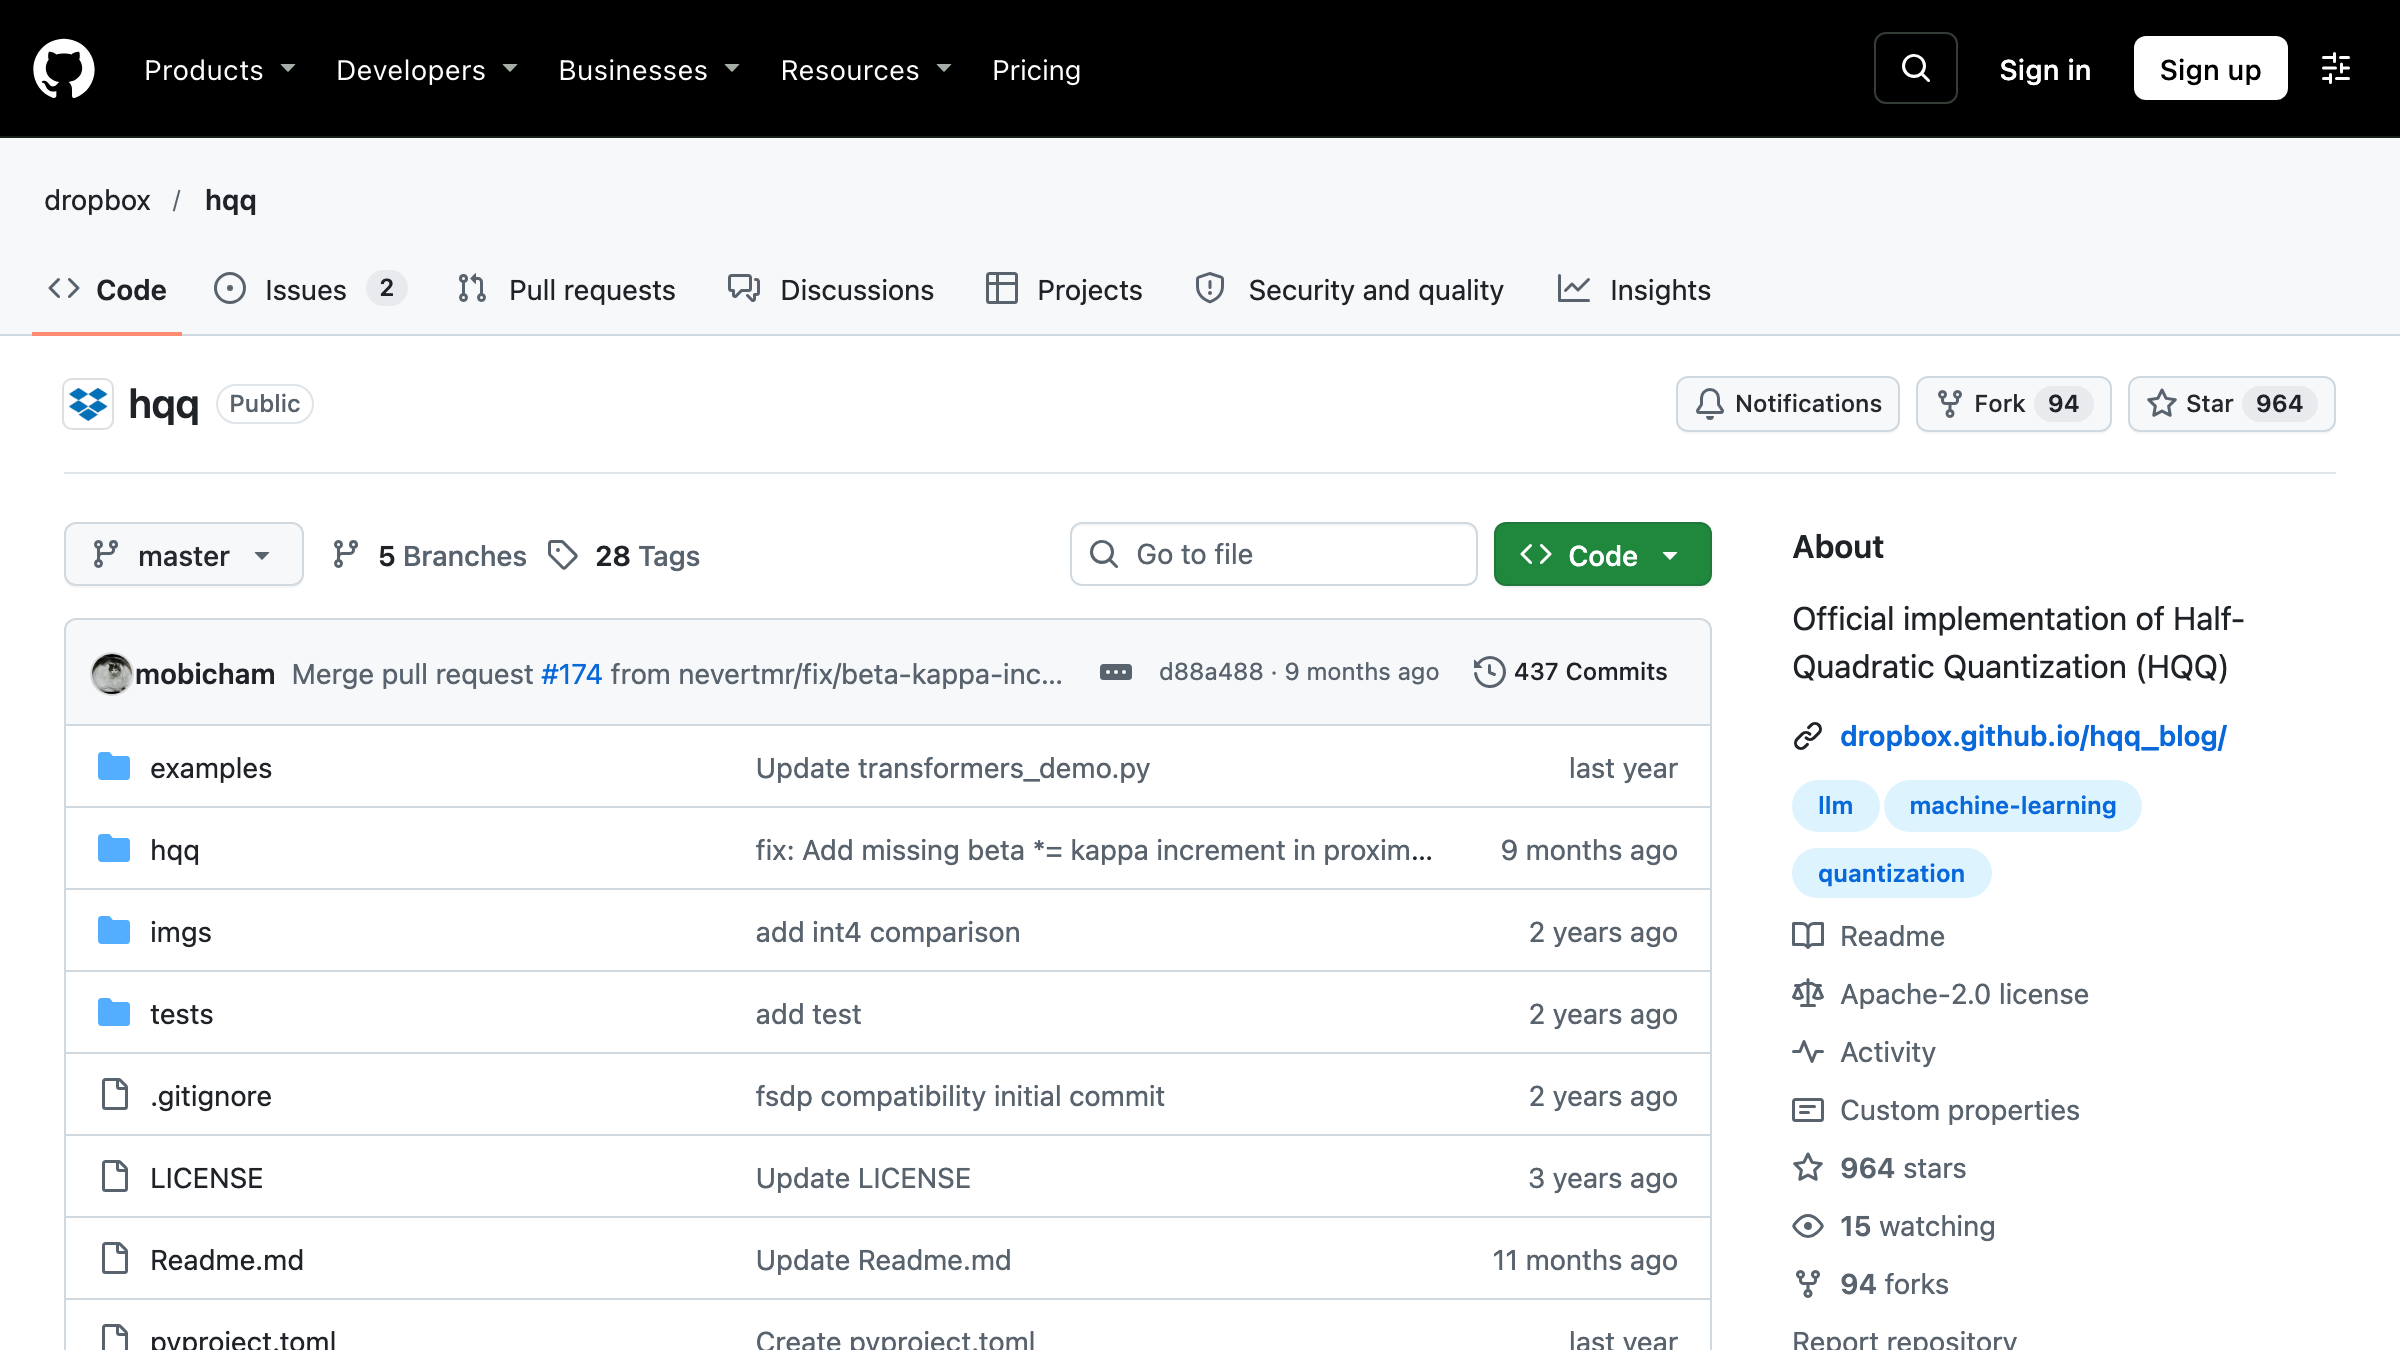 Products Developers Businesses Resources Pricing Sign in Sign up
dropbox / hqq
Code Issues 2 Pull requests Discussions Projects Security and quality Insights
hqq Public Notifications Fork 94 Star 964
master 5 Branches 28 Tags Go to file Code
mobicham Merge pull request #174 from nevertmr/fix/beta-kappa-inc... d88a488 · 9 months ago 437 Commits
examples Update transformers_demo.py last year
hqq fix: Add missing beta *= kappa increment in proxim... 9 months ago
imgs add int4 comparison 2 years ago
tests add test 2 years ago
.gitignore fsdp compatibility initial commit 2 years ago
LICENSE Update LICENSE 3 years ago
Readme.md Update Readme.md 11 months ago
pyproject.toml Create pyproject.toml last year
About
Official implementation of Half-
Quadratic Quantization (HQQ)
dropbox.github.io/hqq_blog/
llm machine-learning
quantization
Readme
Apache-2.0 license
Activity
Custom properties
964 stars
15 watching
94 forks
Report repository